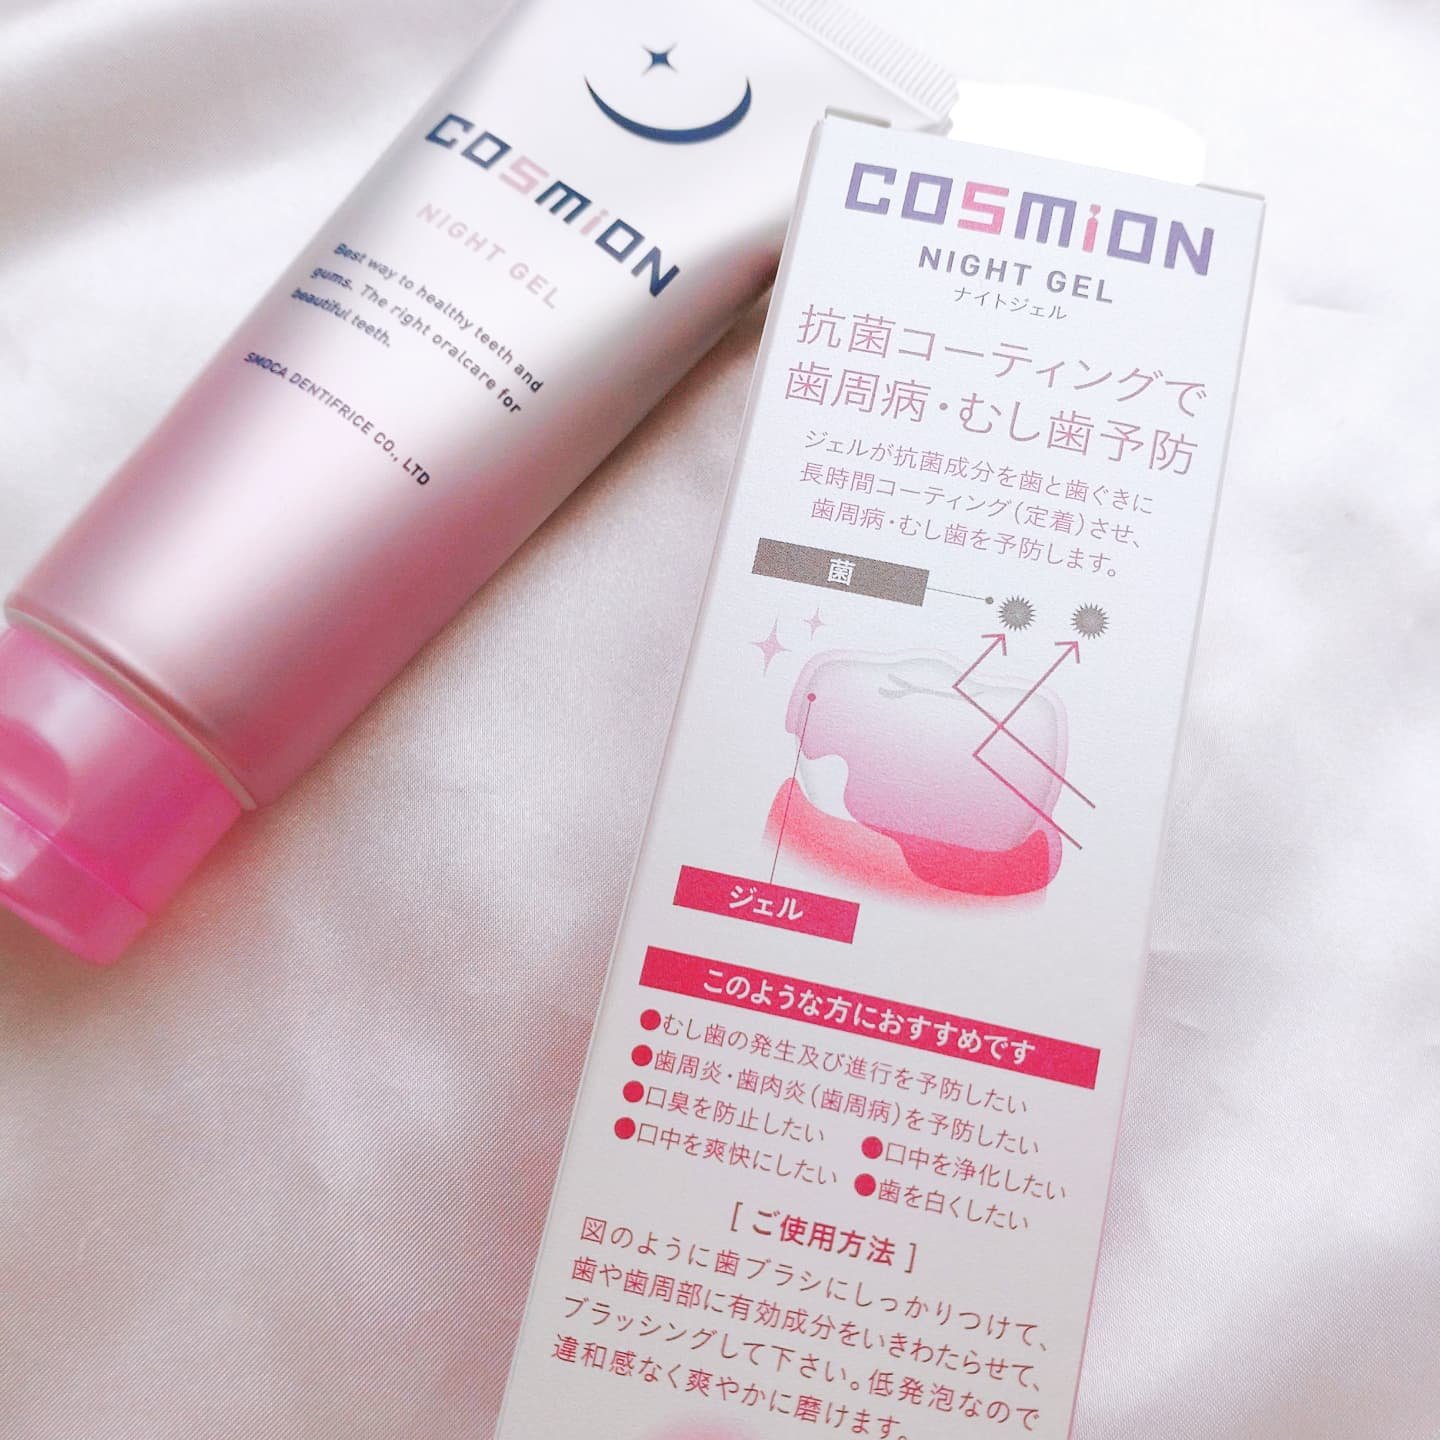 COSMiON
NIGHT GEL
Best way to healthy teeth and
gums. The right oralcare for
beautiful teeth.
SMOCA DENTIFRICE CO., LTD
COSMiON
NIGHT GEL
ナイトジェル
抗菌コーティングで
歯周病・むし歯予防
ジェルが抗菌成分を歯と歯ぐきに
長時間コーティング(定着)させ、
歯周病・むし歯を予防します。
菌
ジェル
このような方におすすめです
●むし歯の発生及び進行を予防したい
●歯周炎・歯肉炎(歯周病)を予防したい
●口臭を防止したい ●口中を浄化したい
●口中を爽快にしたい ●歯を白くしたい
[ご使用方法]
図のように歯ブラシにしっかりつけて、
歯や歯周部に有効成分をいきわたらせて、
ブラッシングして下さい。低発泡なので
違和感なく爽やかに磨けます。